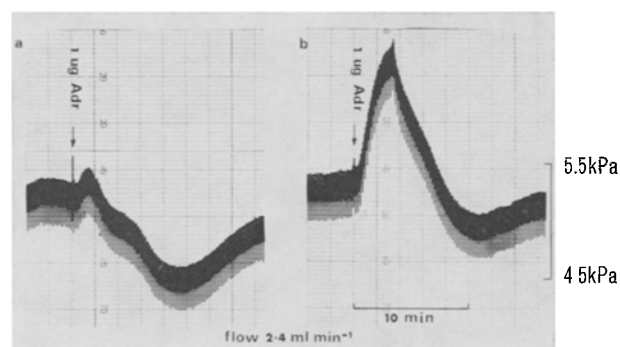 a
1 ug Adr
b
1 ug Adr
5.5kPa
4 5kPa
10 min
flow 2·4 ml min⁻¹